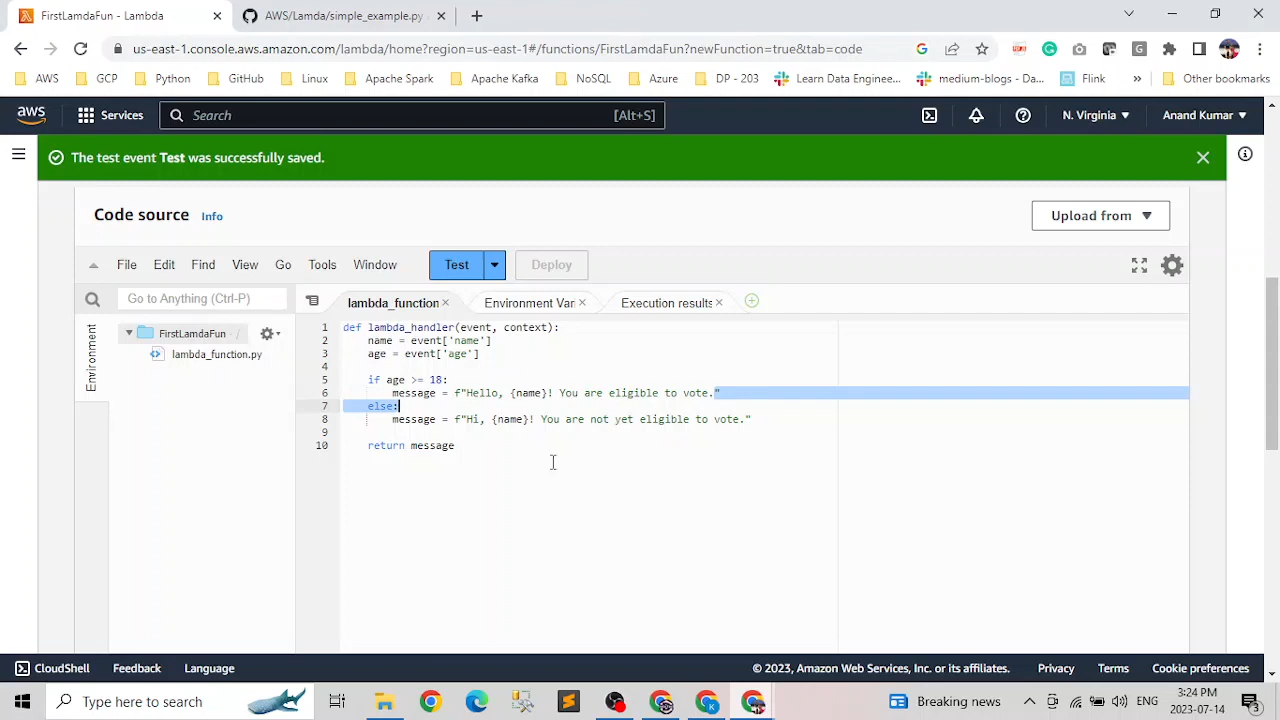 FirstLamdaFun - Lambda
AWS/Lamda/simple_example.py
us-east-1.console.aws.amazon.com/lambda/home?region=us-east-1#/functions/FirstLamdaFun?newFunction=true&tab=code
AWS GCP Python GitHub Linux Apache Spark Apache Kafka NoSQL Azure DP - 203 Learn Data Enginee... medium-blogs - Da... Flink » Other bookmarks
aws Services Search [Alt+S] N. Virginia Anand Kumar
The test event Test was successfully saved.
Code source Info Upload from
File Edit Find View Go Tools Window Test Deploy
Go to Anything (Ctrl-P) lambda_function Environment Var Execution results
Environment
FirstLamdaFun - /
lambda_function.py
1 def lambda_handler(event, context):
2 name = event['name']
3 age = event['age']
4
5 if age >= 18:
6 message = f"Hello, {name}! You are eligible to vote."
7 else:
8 message = f"Hi, {name}! You are not yet eligible to vote."
9
10 return message
CloudShell Feedback Language © 2023, Amazon Web Services, Inc. or its affiliates. Privacy Terms Cookie preferences
Type here to search Breaking news ENG 3:24 PM
2023-07-14
3